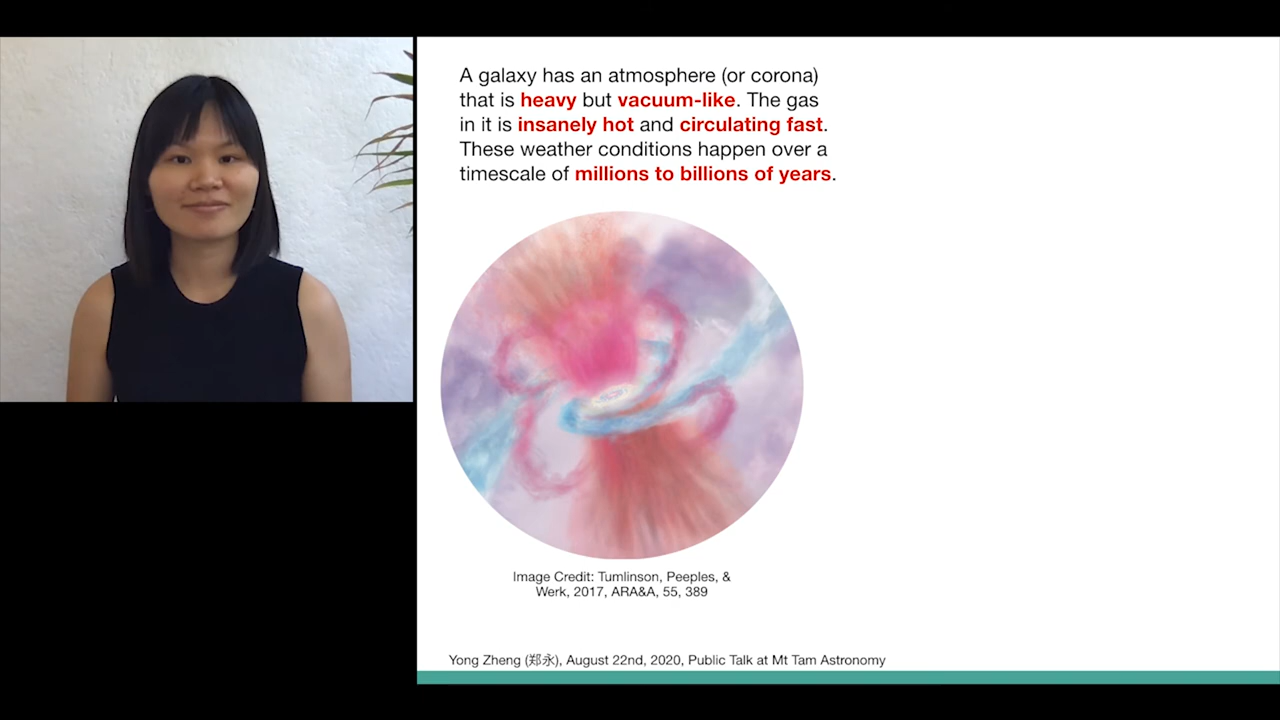 A galaxy has an atmosphere (or corona)
that is heavy but vacuum-like. The gas
in it is insanely hot and circulating fast.
These weather conditions happen over a
timescale of millions to billions of years.
Image Credit: Tumlinson, Peeples, &
Werk, 2017, ARA&A, 55, 389
Yong Zheng (郑永), August 22nd, 2020, Public Talk at Mt Tam Astronomy